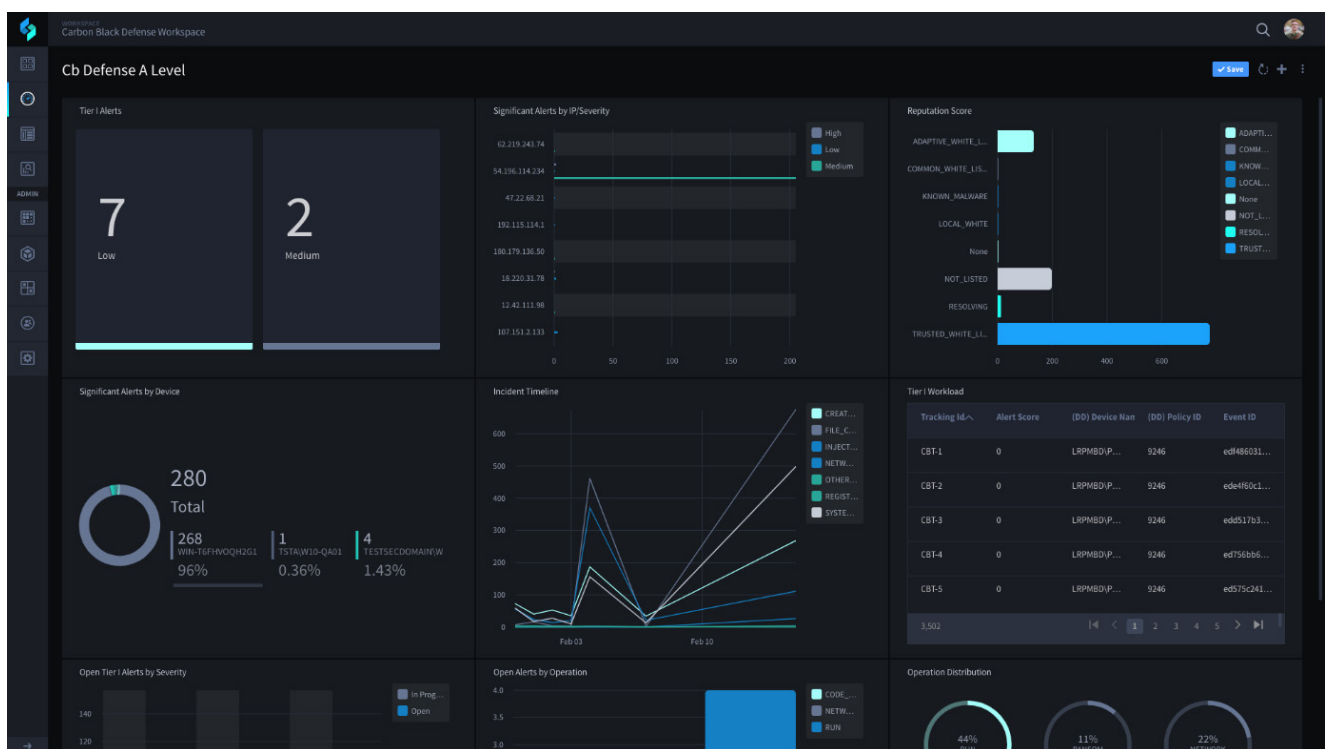 WORKSPACE
Carbon Black Defense Workspace
Cb Defense A Level
Save
ADMIN
Tier I Alerts
7
Low
2
Medium
Significant Alerts by IP/Severity
62.219.243.74
54.196.114.234
47.22.68.21
192.115.114.1
180.179.136.50
18.220.31.78
12.42.111.98
107.151.2.133
0 50 100 150 200
High
Low
Medium
Reputation Score
ADAPTIVE_WHITE_L...
COMMON_WHITE_LIS...
KNOWN_MALWARE
LOCAL_WHITE
None
NOT_LISTED
RESOLVING
TRUSTED_WHITE_LI...
0 200 400 600
ADAPTI...
COMM...
KNOW...
LOCAL...
None
NOT_L...
RESOL...
TRUST...
Significant Alerts by Device
280
Total
268
WIN-T6FHVOQH2G1
96%
1
TSTA\W10-QA01
0.36%
4
TESTSECDOMAIN\W
1.43%
Incident Timeline
600
500
400
300
200
100
0
Feb 03 Feb 10
CREAT...
FILE_C...
INJECT...
NETW...
OTHER...
REGIST...
SYSTE...
Tier I Workload
Tracking Id Alert Score (DD) Device Nan (DD) Policy ID Event ID
CBT-1 0 LRPMBD\P... 9246 edf486031...
CBT-2 0 LRPMBD\P... 9246 ede4f60c1...
CBT-3 0 LRPMBD\P... 9246 edd517b3...
CBT-4 0 LRPMBD\P... 9246 ed756bb6...
CBT-5 0 LRPMBD\P... 9246 ed575c241...
3,502 1 2 3 4 5
Open Tier I Alerts by Severity
140
120
In Prog...
Open
Open Alerts by Operation
4.0
3.5
3.0
CODE_...
NETW...
RUN
Operation Distribution
44%
RUN
11%
RANSOM
22%
NETWORK